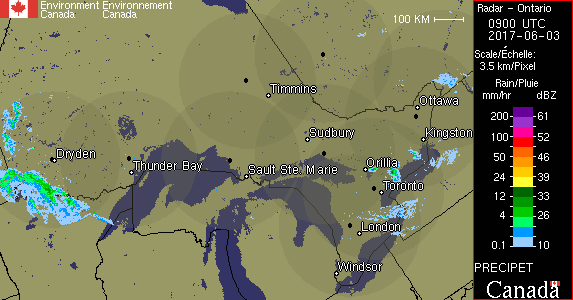 Environment Environnement
Canada Canada
100 KM
Timmins
Ottawa
Sudbury
Kingston
Dryden
Thunder Bay
Sault Ste. Marie
Orillia
Toronto
London
Windsor
Radar - Ontario
0900 UTC
2017-06-03
Scale/Échelle:
3.5 km/Pixel
Rain/Pluie
mm/hr dBZ
200 61
100 52
50 46
24 39
12 33
4 26
0.1 10
PRECIPET
Canada